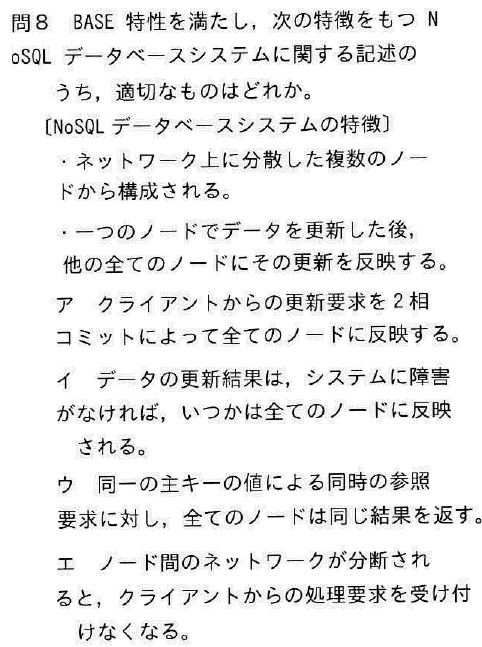 問8 BASE 特性を満たし，次の特徴をもつ N
oSQL データベースシステムに関する記述の
うち，適切なものはどれか。
〔NoSQL データベースシステムの特徴〕
・ネットワーク上に分散した複数のノー
ドから構成される。
・一つのノードでデータを更新した後，
他の全てのノードにその更新を反映する。
ア クライアントからの更新要求を2相
コミットによって全てのノードに反映する。
イ データの更新結果は，システムに障害
がなければ，いつかは全てのノードに反映
される。
ウ 同一の主キーの値による同時の参照
要求に対し，全てのノードは同じ結果を返す。
エ ノード間のネットワークが分断され
ると，クライアントからの処理要求を受け付
けなくなる。